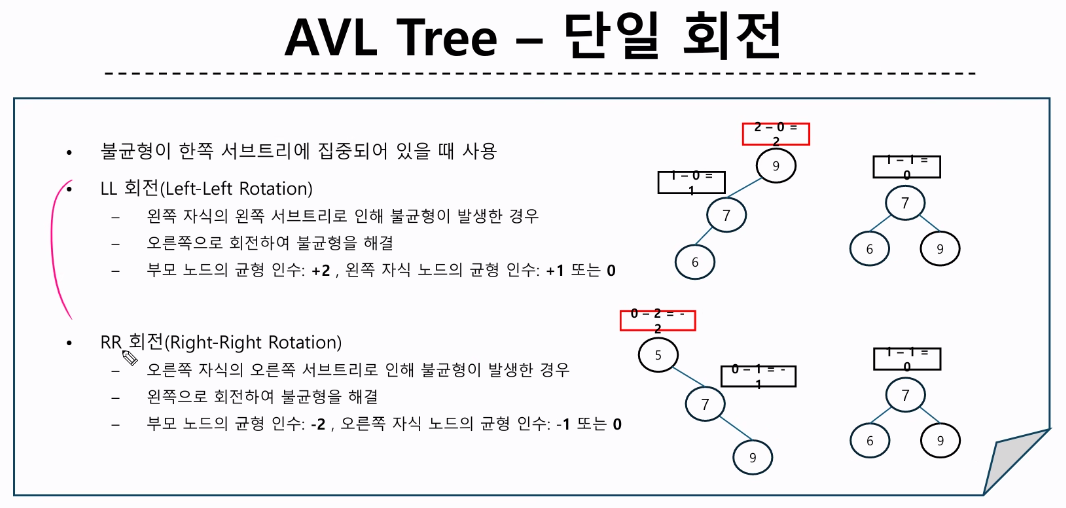 AVL Tree – 단일 회전
• 불균형이 한쪽 서브트리에 집중되어 있을 때 사용
• LL 회전(Left-Left Rotation)
– 왼쪽 자식의 왼쪽 서브트리로 인해 불균형이 발생한 경우
– 오른쪽으로 회전하여 불균형을 해결
– 부모 노드의 균형 인수: +2 , 왼쪽 자식 노드의 균형 인수: +1 또는 0
2 – 0 =
2
9
1 – 0 =
1
7
6
1 – 1 =
0
7
6
9
• RR 회전(Right-Right Rotation)
– 오른쪽 자식의 오른쪽 서브트리로 인해 불균형이 발생한 경우
– 왼쪽으로 회전하여 불균형을 해결
– 부모 노드의 균형 인수: -2 , 오른쪽 자식 노드의 균형 인수: -1 또는 0
0 – 2 = -
2
5
0 – 1 = -
1
7
9
1 – 1 =
0
7
6
9